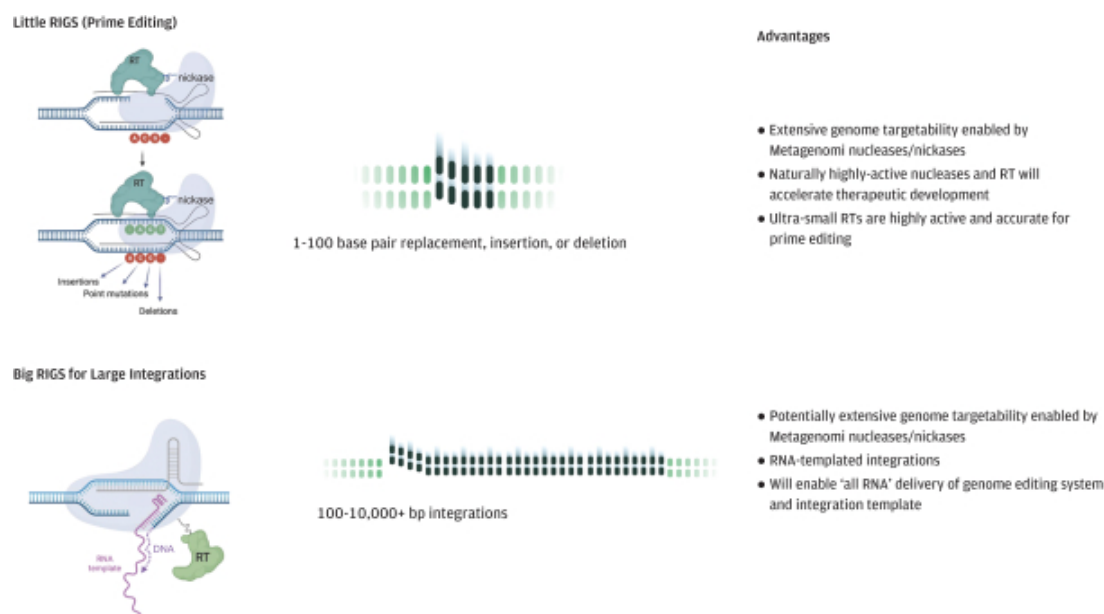 Little RIGS (Prime Editing)
Advantages
RT
nickase
RT
nickase
Insertions
Point mutations
Deletions
1-100 base pair replacement, insertion, or deletion
● Extensive genome targetability enabled by
Metagenomi nucleases/nickases
● Naturally highly-active nucleases and RT will
accelerate therapeutic development
● Ultra-small RTs are highly active and accurate for
prime editing
Big RIGS for Large Integrations
RNA
template
DNA
RT
100-10,000+ bp integrations
● Potentially extensive genome targetability enabled by
Metagenomi nucleases/nickases
● RNA-templated integrations
● Will enable ‘all RNA’ delivery of genome editing system
and integration template